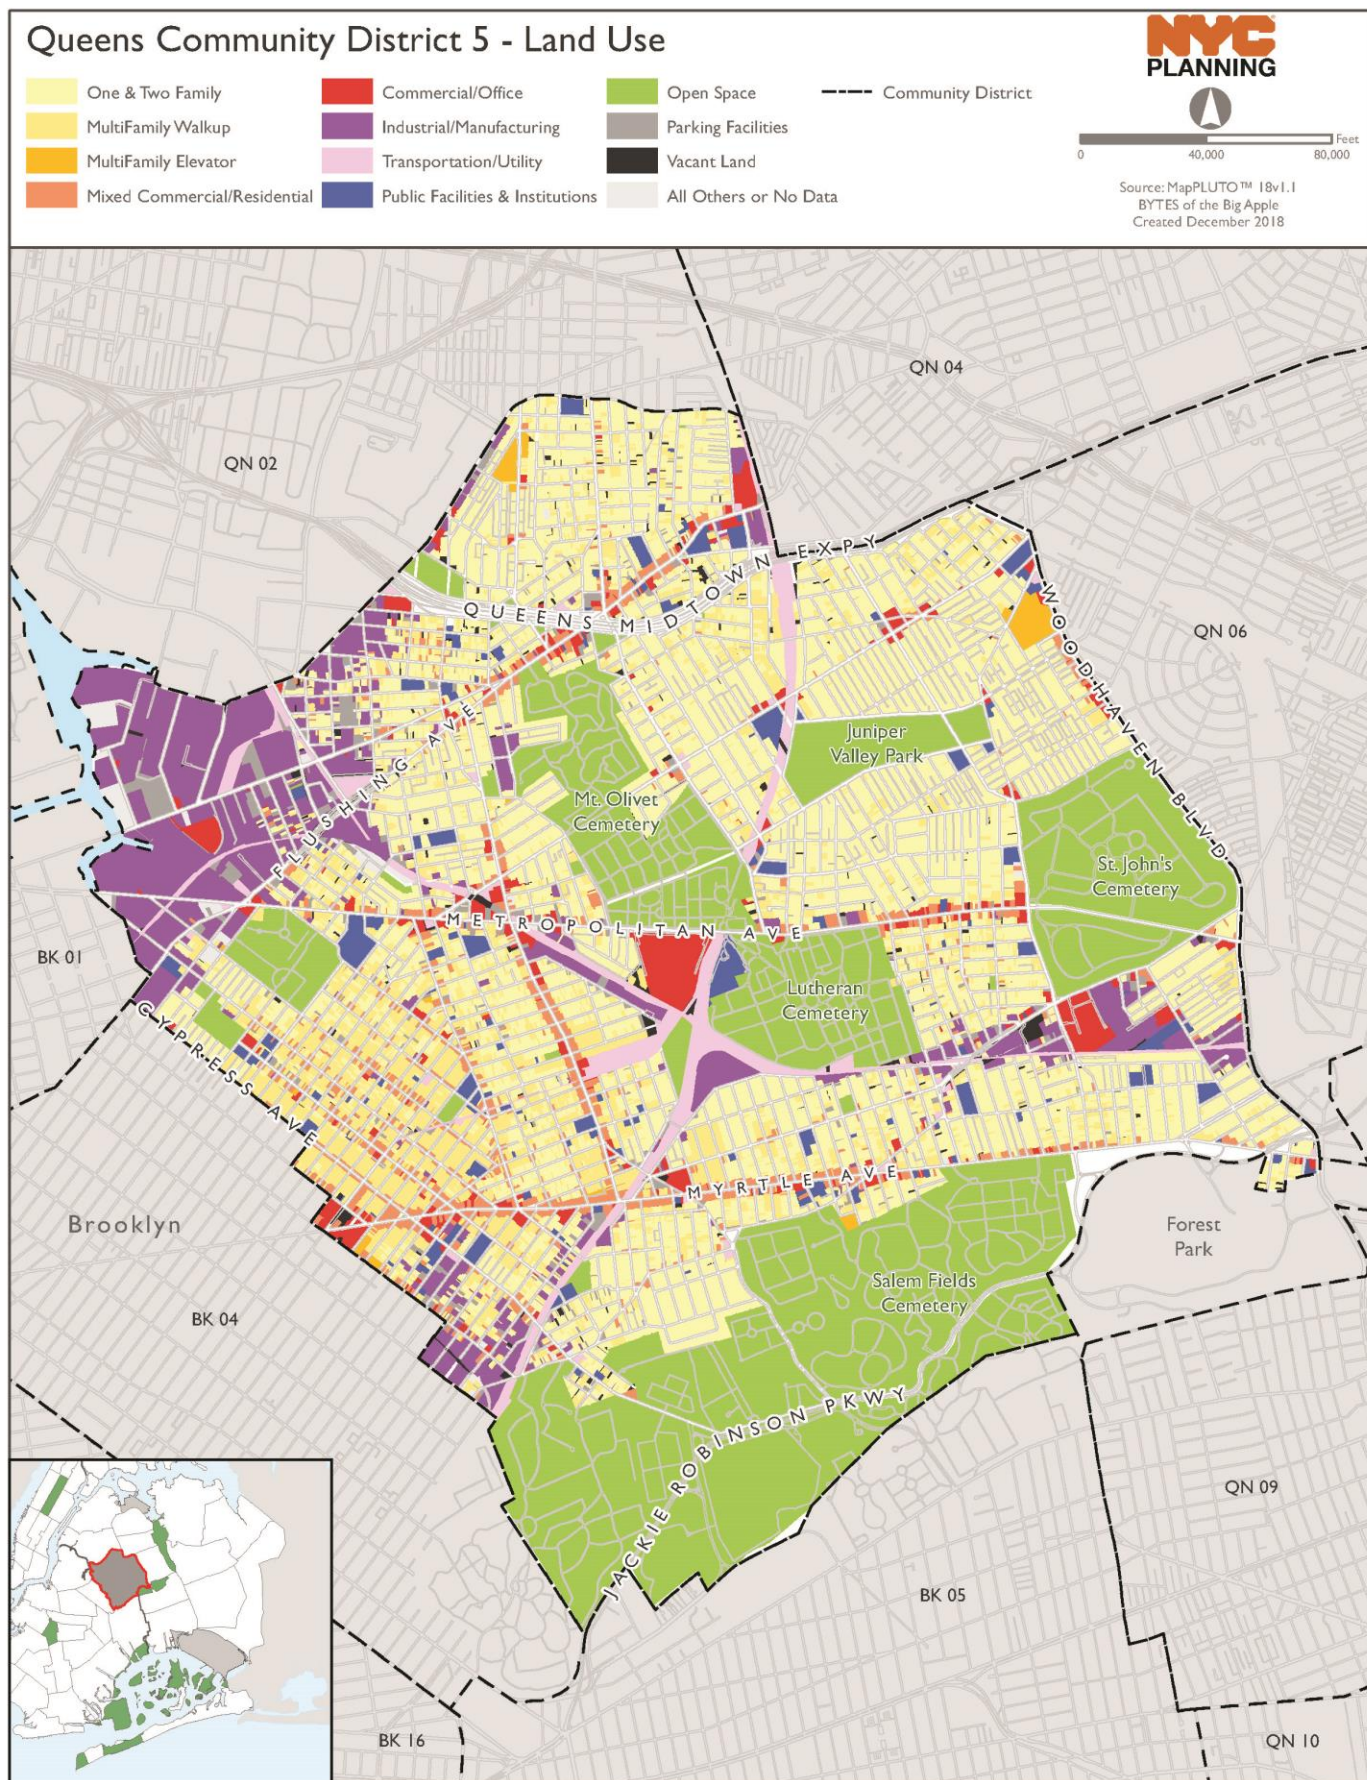 Queens Community District 5 - Land Use
One & Two Family
MultiFamily Walkup
MultiFamily Elevator
Mixed Commercial/Residential
Commercial/Office
Industrial/Manufacturing
Transportation/Utility
Public Facilities & Institutions
Open Space
Parking Facilities
Vacant Land
All Others or No Data
Community District
NYC
PLANNING
Feet
0 40,000 80,000
Source: MapPLUTO™ 18v1.1
BYTES of the Big Apple
Created December 2018
QN 04
QN 02
QUEENS MIDTOWN EXPY
WOODHAVEN BLVD
QN 06
FLUSHING AVE
Juniper
Valley Park
Mt. Olivet
Cemetery
St. John's
Cemetery
METROPOLITAN AVE
BK 01
Lutheran
Cemetery
CYPRESS AVE
MYRTLE AVE
Brooklyn
Forest
Park
Salem Fields
Cemetery
BK 04
JACKIE ROBINSON PKWY
QN 09
BK 05
BK 16
QN 10